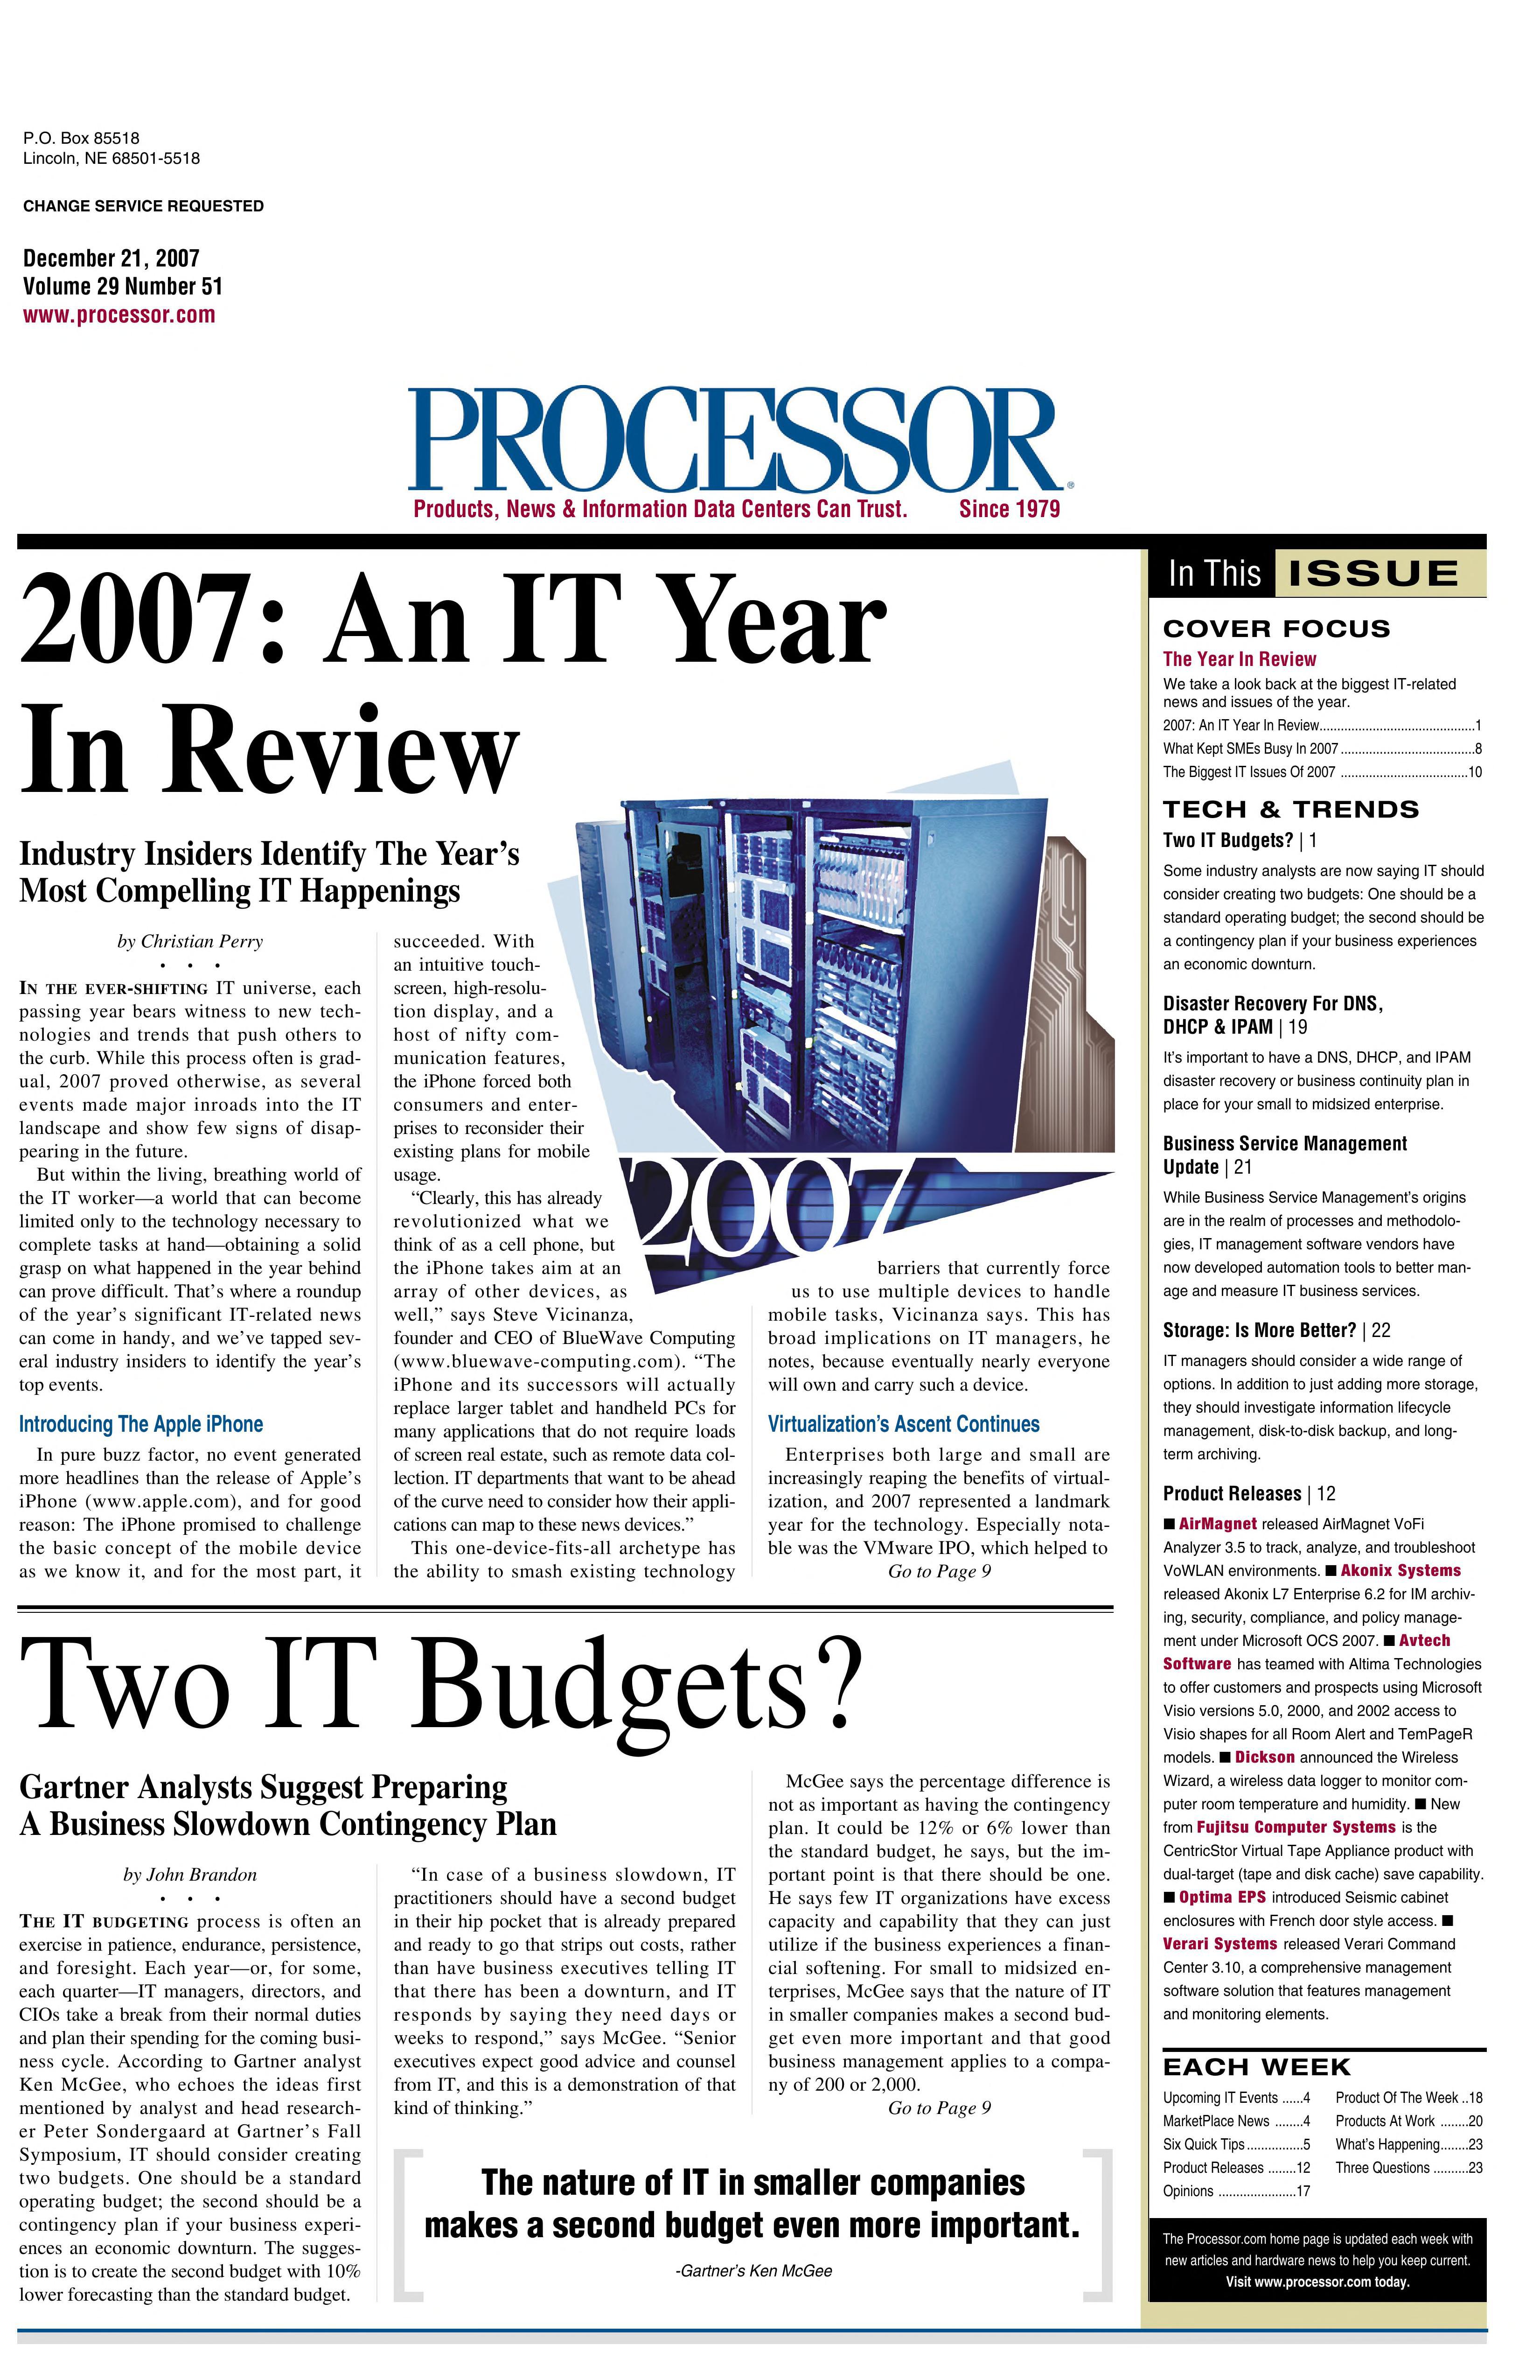 P.O. Box 85518
Lincoln, NE 68501-5518
CHANGE SERVICE REQUESTED
December 21, 2007
Volume 29 Number 51
www.processor.com
PROCESSOR®
Products, News & Information Data Centers Can Trust. Since 1979
2007: An IT Year
In Review
Industry Insiders Identify The Year’s
Most Compelling IT Happenings
by Christian Perry
• • •
IN THE EVER-SHIFTING IT universe, each
passing year bears witness to new tech-
nologies and trends that push others to
the curb. While this process often is grad-
ual, 2007 proved otherwise, as several
events made major inroads into the IT
landscape and show few signs of disap-
pearing in the future.
But within the living, breathing world of
the IT worker—a world that can become
limited only to the technology necessary to
complete tasks at hand—obtaining a solid
grasp on what happened in the year behind
can prove difficult. That’s where a roundup
of the year’s significant IT-related news
can come in handy, and we’ve tapped sev-
eral industry insiders to identify the year’s
top events.
Introducing The Apple iPhone
In pure buzz factor, no event generated
more headlines than the release of Apple’s
iPhone (www.apple.com), and for good
reason: The iPhone promised to challenge
the basic concept of the mobile device
as we know it, and for the most part, it
succeeded. With
an intuitive touch-
screen, high-resolu-
tion display, and a
host of nifty com-
munication features,
the iPhone forced both
consumers and enter-
prises to reconsider their
existing plans for mobile
usage.
“Clearly, this has already
revolutionized what we
think of as a cell phone, but
the iPhone takes aim at an
array of other devices, as
well,” says Steve Vicinanza,
founder and CEO of BlueWave Computing
(www.bluewave-computing.com). “The
iPhone and its successors will actually
replace larger tablet and handheld PCs for
many applications that do not require loads
of screen real estate, such as remote data col-
lection. IT departments that want to be ahead
of the curve need to consider how their appli-
cations can map to these news devices.”
This one-device-fits-all archetype has
the ability to smash existing technology
2007
barriers that currently force
us to use multiple devices to handle
mobile tasks, Vicinanza says. This has
broad implications on IT managers, he
notes, because eventually nearly everyone
will own and carry such a device.
Virtualization’s Ascent Continues
Enterprises both large and small are
increasingly reaping the benefits of virtual-
ization, and 2007 represented a landmark
year for the technology. Especially nota-
ble was the VMware IPO, which helped to
Go to Page 9
Two IT Budgets?
Gartner Analysts Suggest Preparing
A Business Slowdown Contingency Plan
by John Brandon
• • •
THE IT BUDGETING process is often an
exercise in patience, endurance, persistence,
and foresight. Each year—or, for some,
each quarter—IT managers, directors, and
CIOs take a break from their normal duties
and plan their spending for the coming busi-
ness cycle. According to Gartner analyst
Ken McGee, who echoes the ideas first
mentioned by analyst and head research-
er Peter Sondergaard at Gartner’s Fall
Symposium, IT should consider creating
two budgets. One should be a standard
operating budget; the second should be a
contingency plan if your business experi-
ences an economic downturn. The sugges-
tion is to create the second budget with 10%
lower forecasting than the standard budget.
“In case of a business slowdown, IT
practitioners should have a second budget
in their hip pocket that is already prepared
and ready to go that strips out costs, rather
than have business executives telling IT
that there has been a downturn, and IT
responds by saying they need days or
weeks to respond,” says McGee. “Senior
executives expect good advice and counsel
from IT, and this is a demonstration of that
kind of thinking.”
McGee says the percentage difference is
not as important as having the contingency
plan. It could be 12% or 6% lower than
the standard budget, he says, but the im-
portant point is that there should be one.
He says few IT organizations have excess
capacity and capability that they can just
utilize if the business experiences a finan-
cial softening. For small to midsized en-
terprises, McGee says that the nature of IT
in smaller companies makes a second bud-
get even more important and that good
business management applies to a compa-
ny of 200 or 2,000.
Go to Page 9
The nature of IT in smaller companies
makes a second budget even more important.
-Gartner’s Ken McGee
In This ISSUE
COVER FOCUS
The Year In Review
We take a look back at the biggest IT-related
news and issues of the year.
2007: An IT Year In Review............................................1
What Kept SMEs Busy In 2007......................................8
The Biggest IT Issues Of 2007 ....................................10
TECH & TRENDS
Two IT Budgets? | 1
Some industry analysts are now saying IT should
consider creating two budgets: One should be a
standard operating budget; the second should be
a contingency plan if your business experiences
an economic downturn.
Disaster Recovery For DNS,
DHCP & IPAM | 19
It’s important to have a DNS, DHCP, and IPAM
disaster recovery or business continuity plan in
place for your small to midsized enterprise.
Business Service Management
Update | 21
While Business Service Management’s origins
are in the realm of processes and methodolo-
gies, IT management software vendors have
now developed automation tools to better man-
age and measure IT business services.
Storage: Is More Better? | 22
IT managers should consider a wide range of
options. In addition to just adding more storage,
they should investigate information lifecycle
management, disk-to-disk backup, and long-
term archiving.
Product Releases | 12
■ AirMagnet released AirMagnet VoFi
Analyzer 3.5 to track, analyze, and troubleshoot
VoWLAN environments. ■ Akonix Systems
released Akonix L7 Enterprise 6.2 for IM archiv-
ing, security, compliance, and policy manage-
ment under Microsoft OCS 2007. ■ Avtech
Software has teamed with Altima Technologies
to offer customers and prospects using Microsoft
Visio versions 5.0, 2000, and 2002 access to
Visio shapes for all Room Alert and TemPageR
models. ■ Dickson announced the Wireless
Wizard, a wireless data logger to monitor com-
puter room temperature and humidity. ■ New
from Fujitsu Computer Systems is the
CentricStor Virtual Tape Appliance product with
dual-target (tape and disk cache) save capability.
■ Optima EPS introduced Seismic cabinet
enclosures with French door style access. ■
Verari Systems released Verari Command
Center 3.10, a comprehensive management
software solution that features management
and monitoring elements.
EACH WEEK
Upcoming IT Events ......4
MarketPlace News ........4
Six Quick Tips................5
Product Releases ........12
Opinions ......................17
Product Of The Week ..18
Products At Work ........20
What’s Happening........23
Three Questions ..........23
The Processor.com home page is updated each week with
new articles and hardware news to help you keep current.
Visit www.processor.com today.